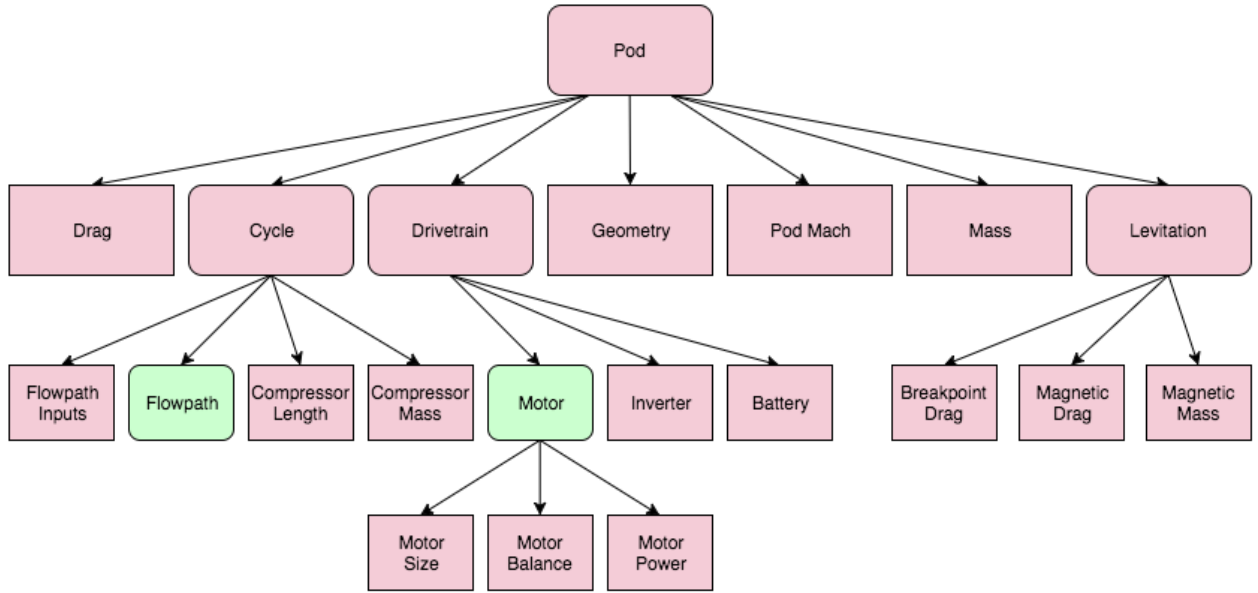 Pod
Drag
Cycle
Drivetrain
Geometry
Pod Mach
Mass
Levitation
Flowpath
Inputs
Flowpath
Compressor
Length
Compressor
Mass
Motor
Inverter
Battery
Breakpoint
Drag
Magnetic
Drag
Magnetic
Mass
Motor
Size
Motor
Balance
Motor
Power